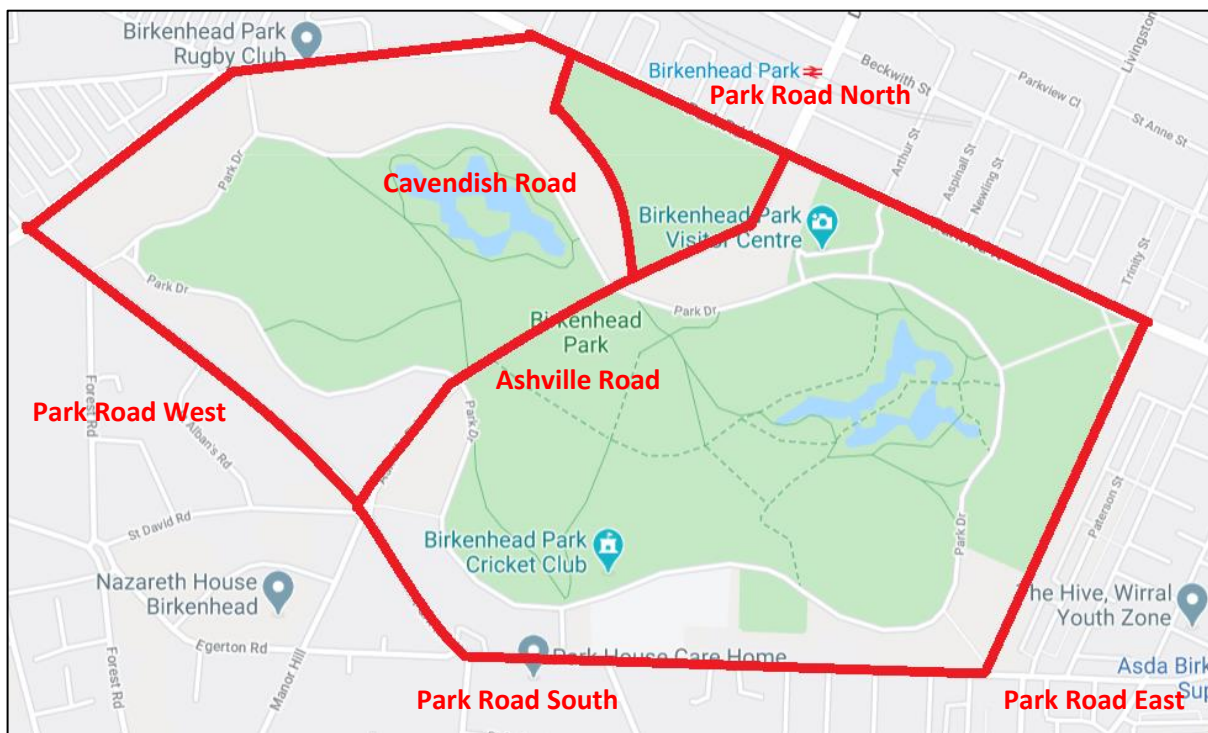 Birkenhead Park
Rugby Club
Birkenhead Park
Park Road North
Beckwith St
Parkview Cl
Livingston
St Anne St
Arthur St
Aspinall St
Newling St
Trinity St
Park Dr
Cavendish Road
Birkenhead Park
Visitor Centre
Park Dr
Park Dr
Birkenhead
Park
Ashville Road
Park Road West
Forest Rd
Alban's Rd
Park Dr
St David Rd
Paterson St
Park Dr
Birkenhead Park
Cricket Club
Nazareth House
Birkenhead
The Hive, Wirral
Youth Zone
Egerton Rd
Manor Hill
Forest Rd
Park House Care Home
Asda Birk
Sup
Park Road South
Park Road East